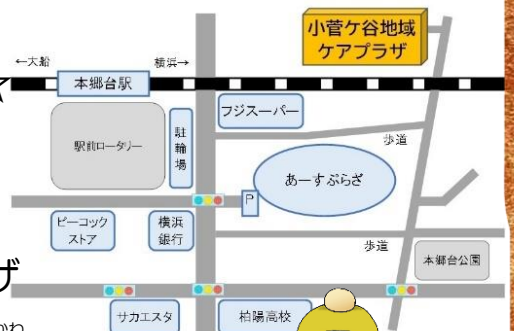 小菅ケ谷地域
ケアプラザ
←大船
横浜→
本郷台駅
フジスーパー
駐輪場
駅前ロータリー
歩道
あーすぷらざ
P
ピーコック
ストア
横浜
銀行
歩道
本郷台公園
ザ
サカエスタ
柏陽高校
かわ